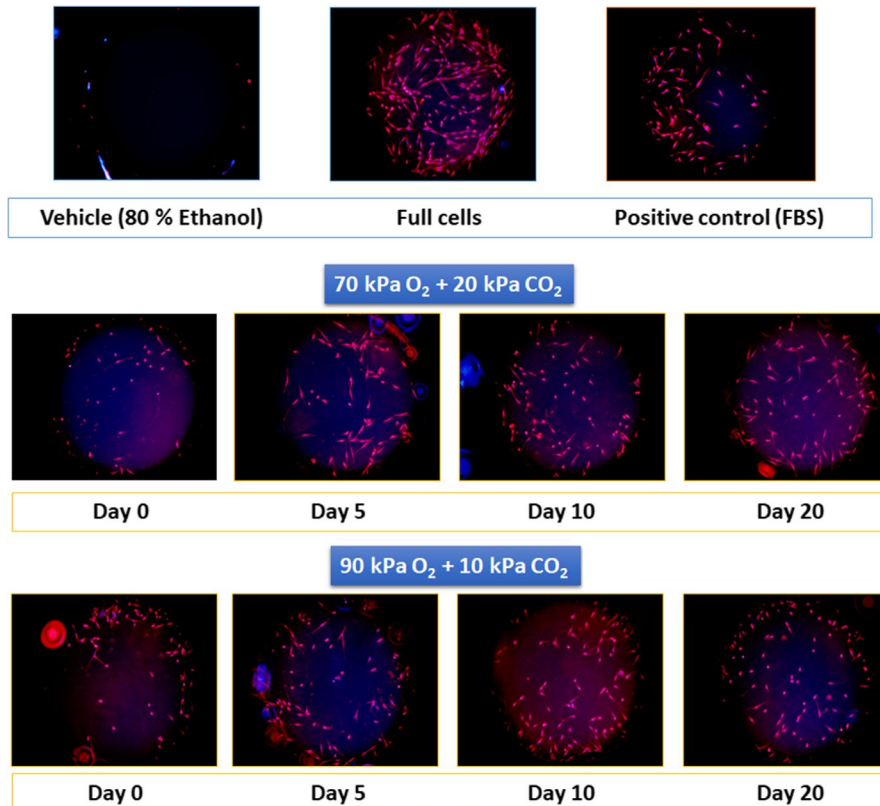 Vehicle (80 % Ethanol) Full cells Positive control (FBS)
70 kPa O₂ + 20 kPa CO₂
Day 0 Day 5 Day 10 Day 20
90 kPa O₂ + 10 kPa CO₂
Day 0 Day 5 Day 10 Day 20